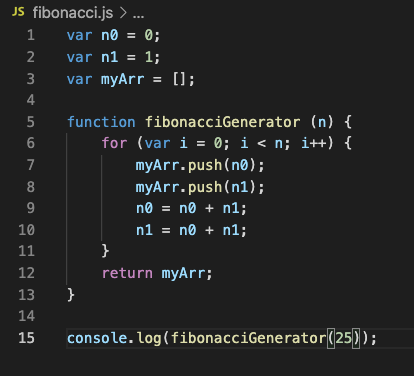 JS fibonacci.js > ...
1 var n0 = 0;
2 var n1 = 1;
3 var myArr = [];
4
5 function fibonacciGenerator (n) {
6     for (var i = 0; i < n; i++) {
7         myArr.push(n0);
8         myArr.push(n1);
9         n0 = n0 + n1;
10         n1 = n0 + n1;
11     }
12     return myArr;
13 }
14
15 console.log(fibonacciGenerator(25));